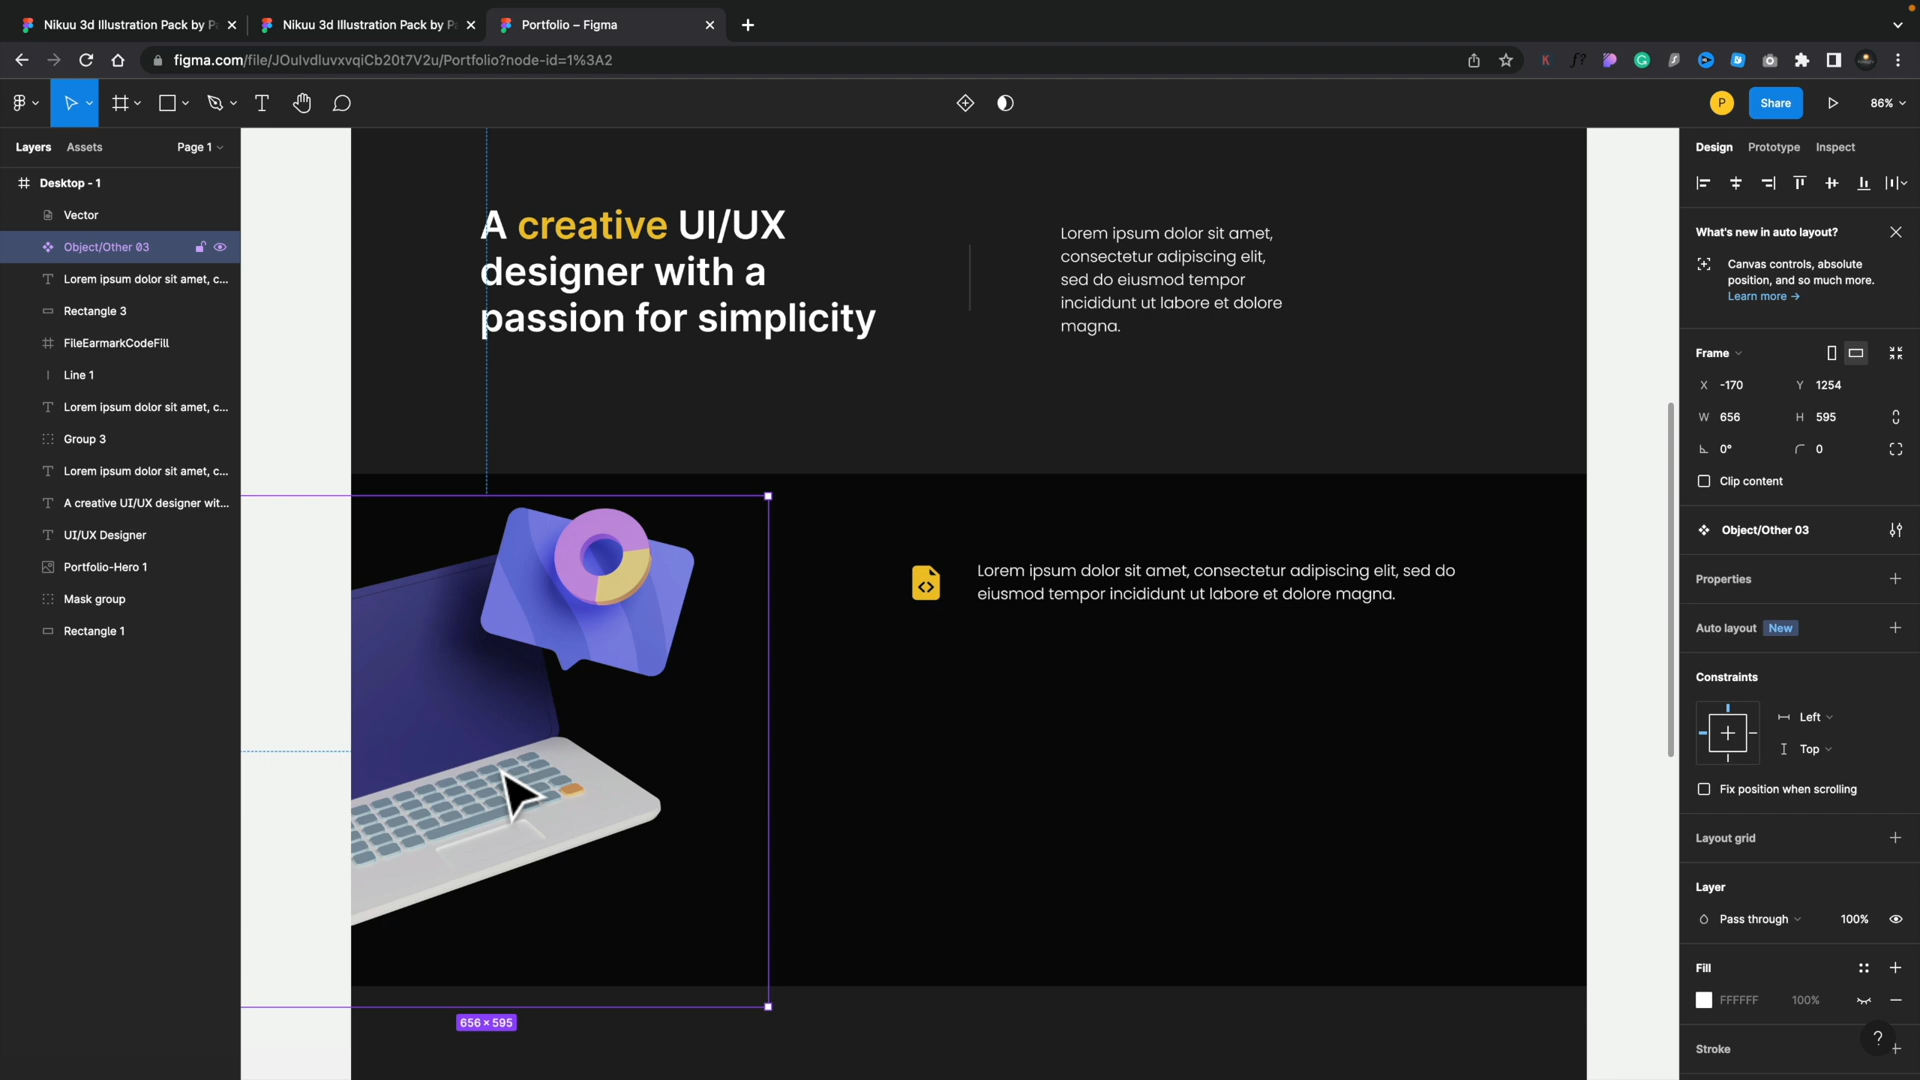 Nikuu 3d Illustration Pack by P
Nikuu 3d Illustration Pack by P
Portfolio – Figma
figma.com/file/JOulvdluvxvqiCb20t7V2u/Portfolio?node-id=1%3A2
P
Share
86%
Layers
Assets
Page 1
Design
Prototype
Inspect
Desktop - 1
Vector
Object/Other 03
Lorem ipsum dolor sit amet, c...
Rectangle 3
FileEarmarkCodeFill
Line 1
Lorem ipsum dolor sit amet, c...
Group 3
Lorem ipsum dolor sit amet, c...
A creative UI/UX designer wit...
UI/UX Designer
Portfolio-Hero 1
Mask group
Rectangle 1
A creative UI/UX
designer with a
passion for simplicity
Lorem ipsum dolor sit amet,
consectetur adipiscing elit,
sed do eiusmod tempor
incididunt ut labore et dolore
magna.
Lorem ipsum dolor sit amet, consectetur adipiscing elit, sed do
eiusmod tempor incididunt ut labore et dolore magna.
656 × 595
What's new in auto layout?
Canvas controls, absolute
position, and so much more.
Learn more →
Frame
X -170 Y 1254
W 656 H 595
0° 0
Clip content
Object/Other 03
Properties
Auto layout New
Constraints
Left
Top
Fix position when scrolling
Layout grid
Layer
Pass through 100%
Fill
FFFFFF 100%
?
Stroke